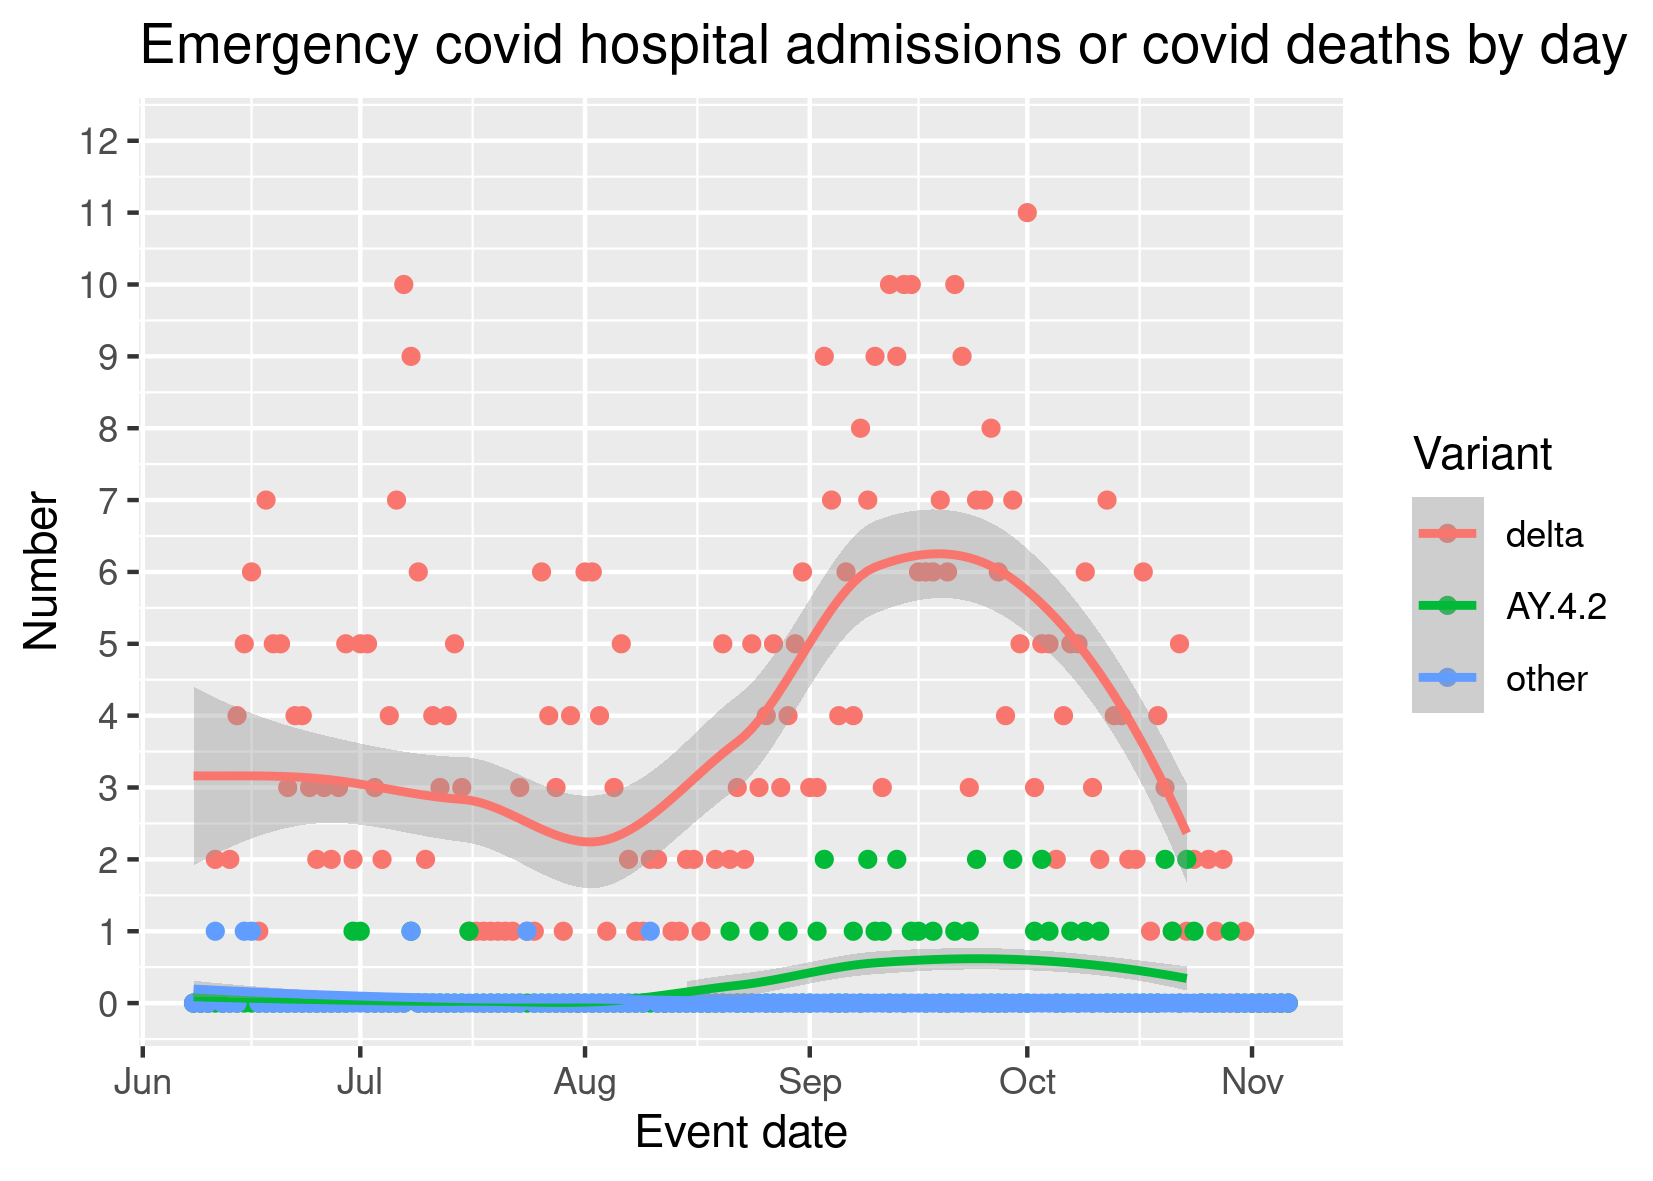 Emergency covid hospital admissions or covid deaths by day
12
11
10
9
8
7
6
5
4
3
2
1
0
Number
Jun Jul Aug Sep Oct Nov
Event date
Variant
delta
AY.4.2
other